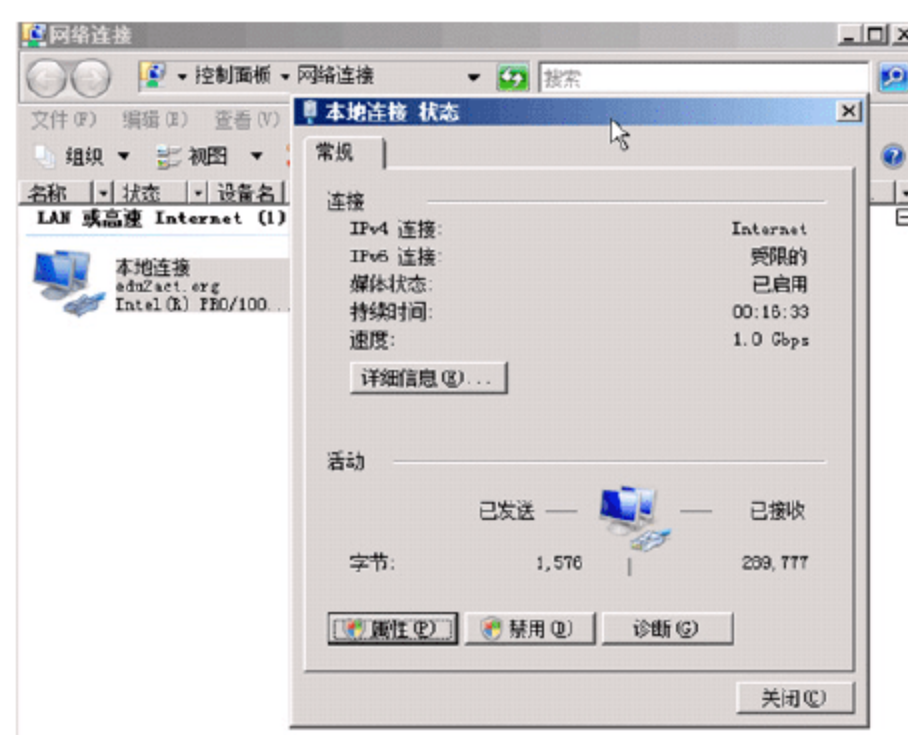 网络连接
控制面板 网络连接
搜索
文件(F) 编辑(E) 查看(V)
组织 视图
名称 状态 设备名
LAN 或高速 Internet (1)
本地连接
edu2act.org
Intel(R) PRO/100...
本地连接 状态
常规
连接
IPv4 连接: Internet
IPv6 连接: 受限的
媒体状态: 已启用
持续时间: 00:16:33
速度: 1.0 Gbps
详细信息(E)...
活动
已发送 — — 已接收
字节: 1,576 | 289,777
属性(P) 禁用(D) 诊断(G)
关闭(C)